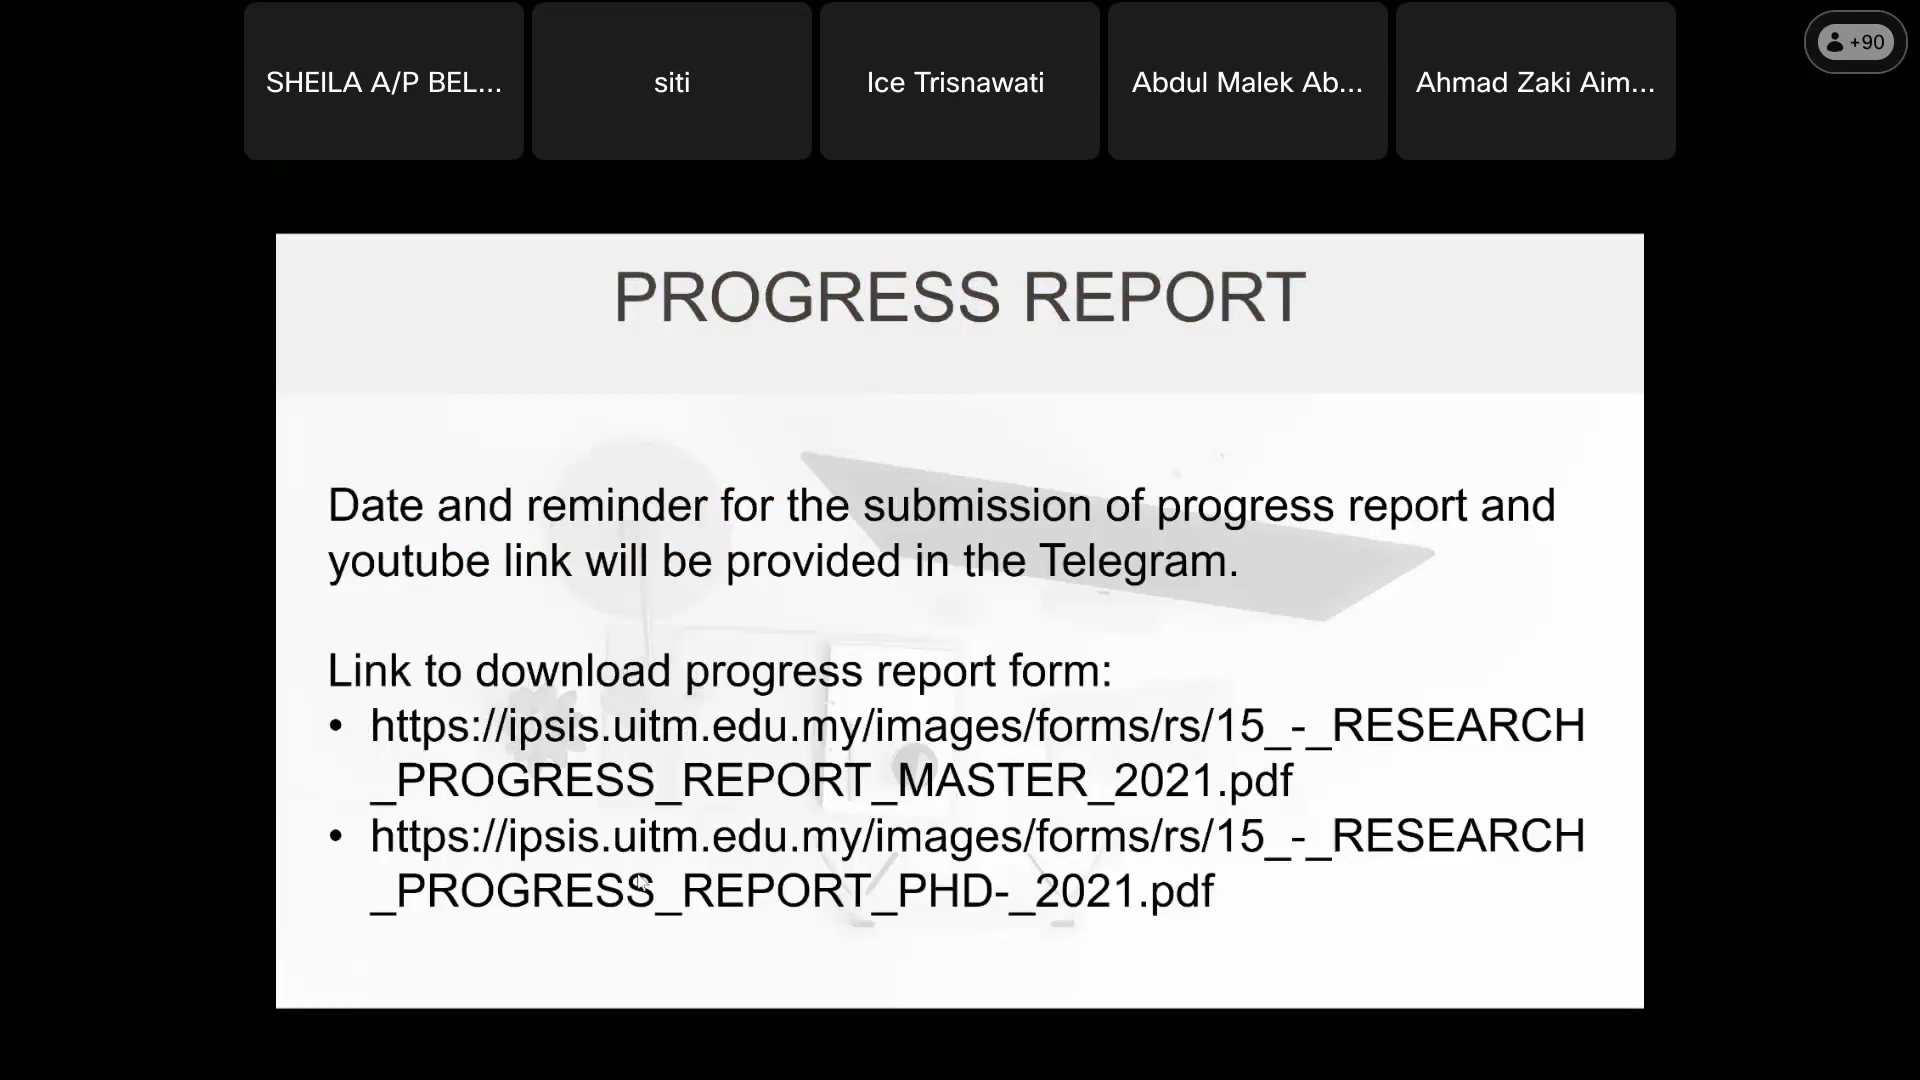 SHEILA A/P BEL...
siti
Ice Trisnawati
Abdul Malek Ab...
Ahmad Zaki Aim...
+90
PROGRESS REPORT
Date and reminder for the submission of progress report and
youtube link will be provided in the Telegram.
Link to download progress report form:
• https://ipsis.uitm.edu.my/images/forms/rs/15_-_RESEARCH
_PROGRESS_REPORT_MASTER_2021.pdf
• https://ipsis.uitm.edu.my/images/forms/rs/15_-_RESEARCH
_PROGRESS_REPORT_PHD-_2021.pdf